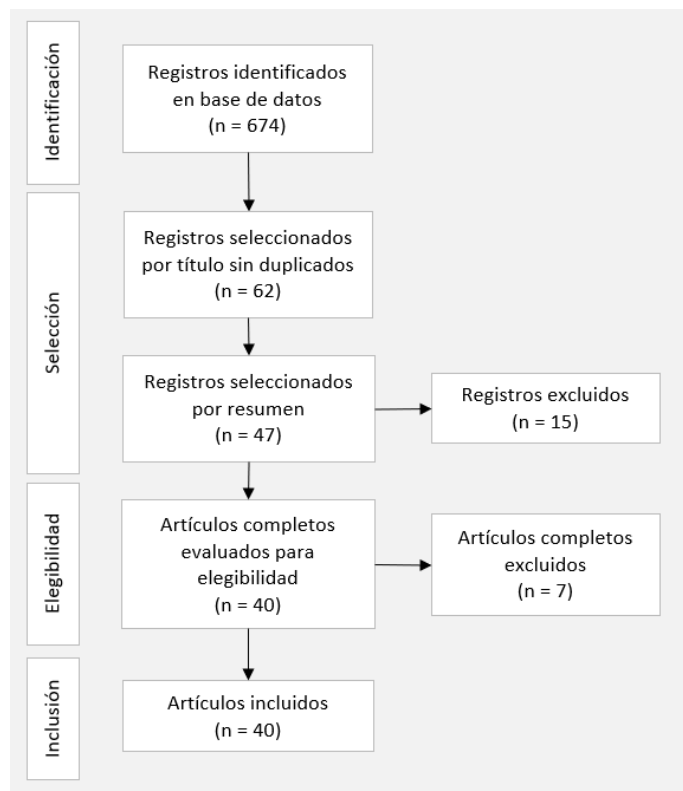 Identificación
Registros identificados
en base de datos
(n = 674)
Selección
Registros seleccionados
por título sin duplicados
(n = 62)
Registros seleccionados
por resumen
(n = 47)
Registros excluidos
(n = 15)
Elegibilidad
Artículos completos
evaluados para
elegibilidad
(n = 40)
Artículos completos
excluidos
(n = 7)
Inclusión
Artículos incluidos
(n = 40)